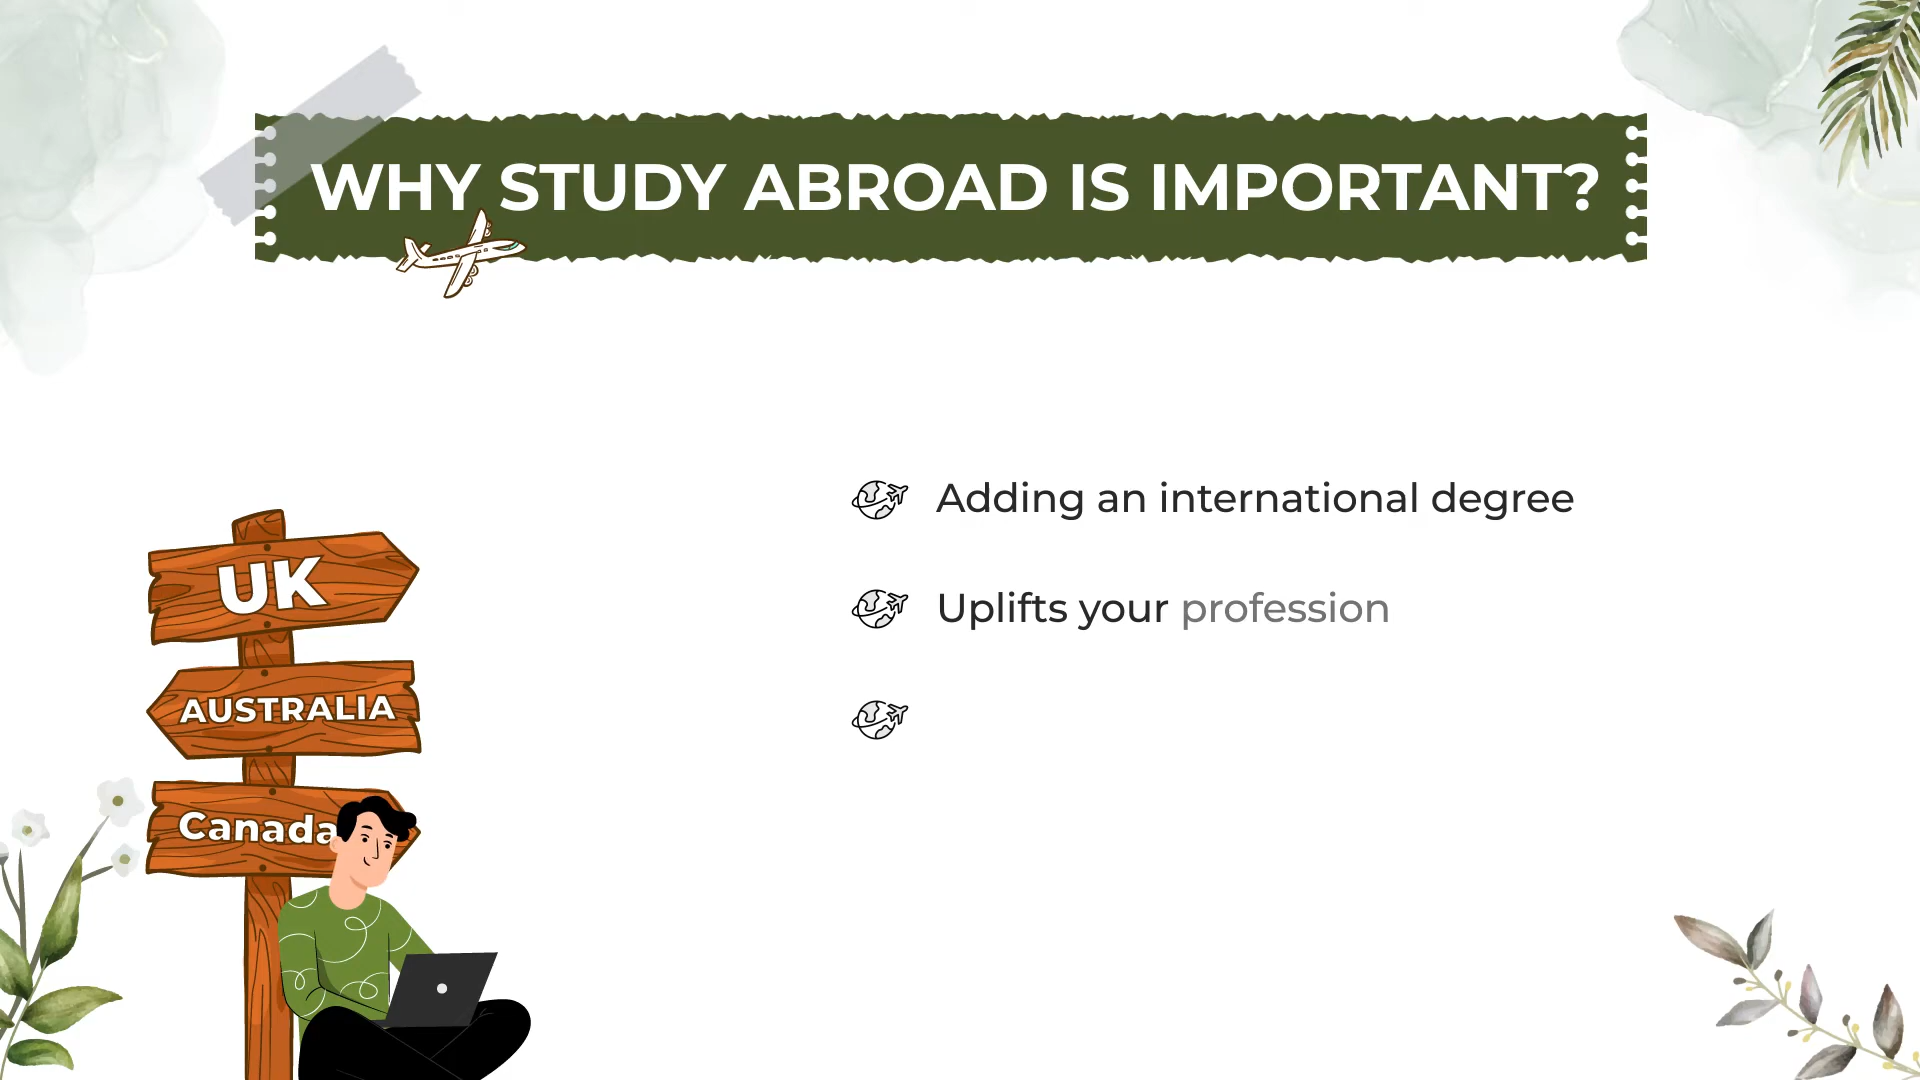 WHY STUDY ABROAD IS IMPORTANT?
Adding an international degree
Uplifts your profession
UK
AUSTRALIA
Canada